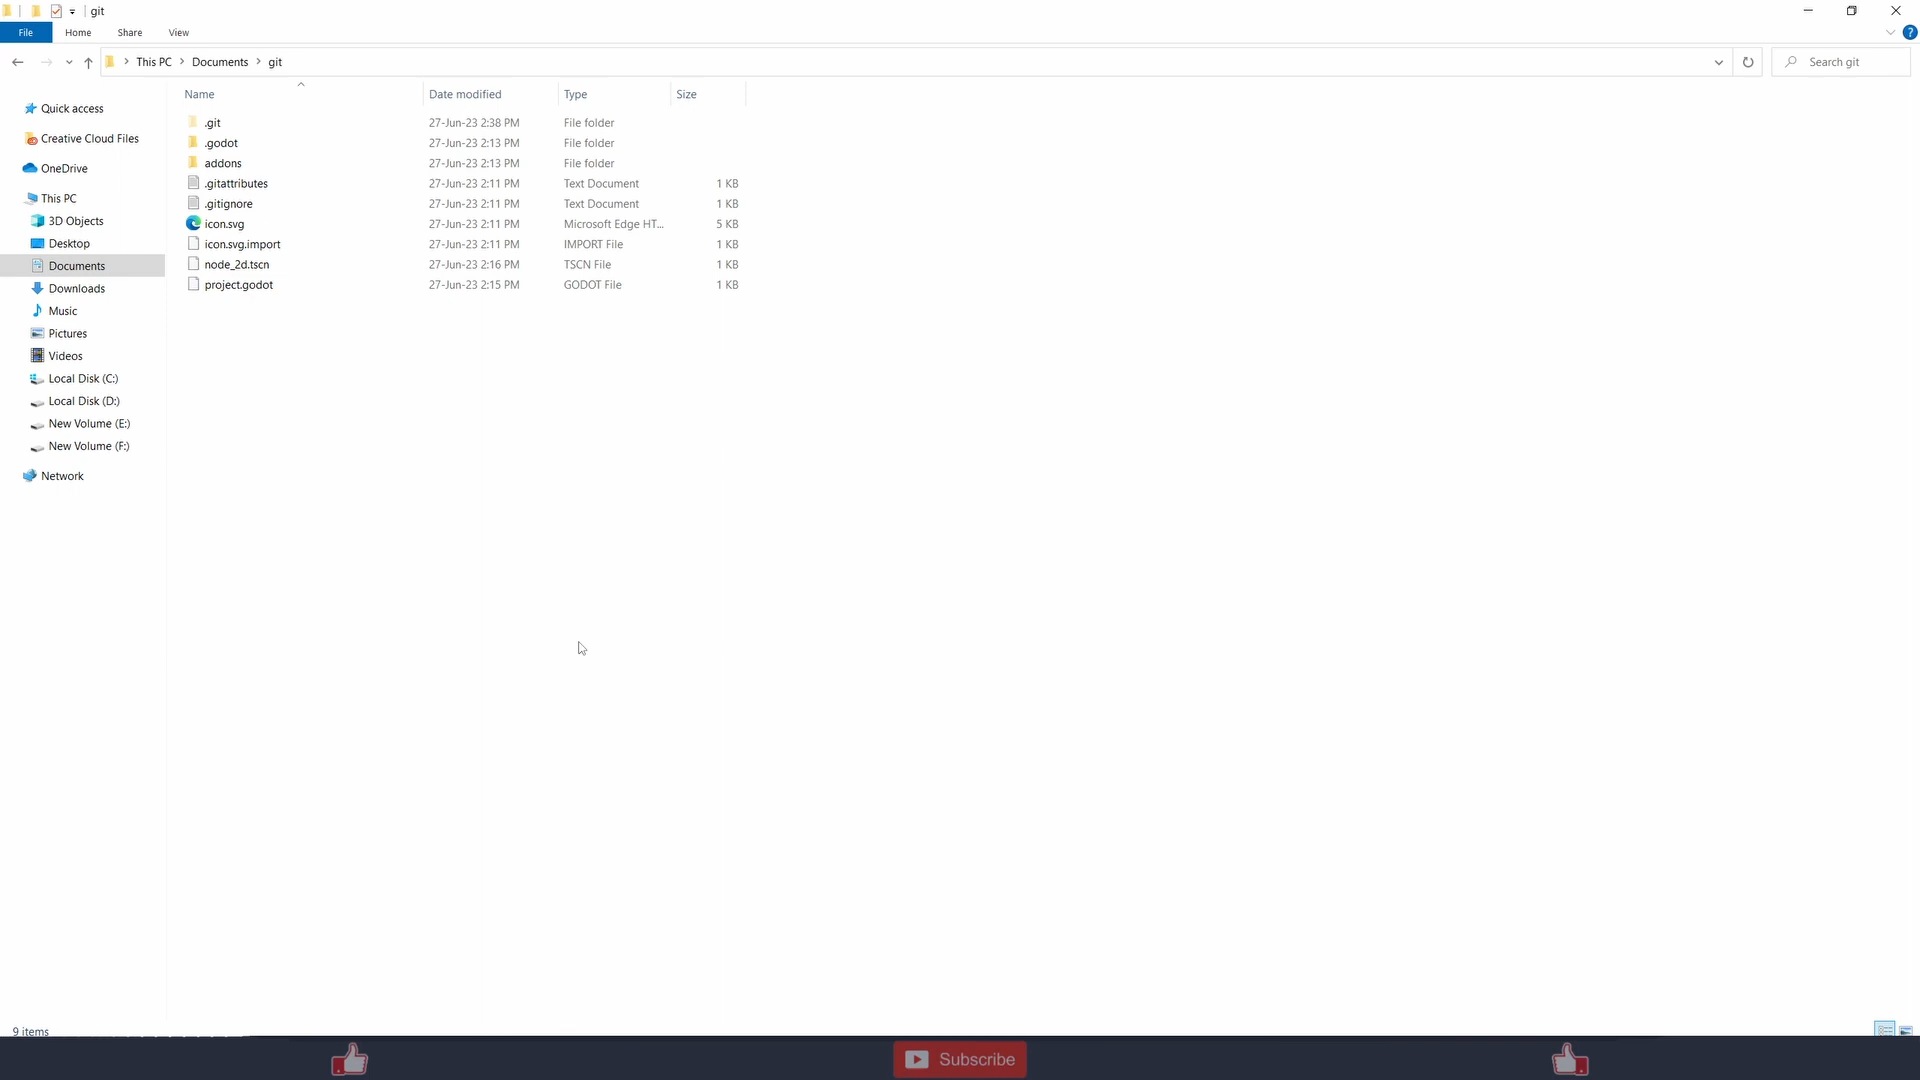 git
File Home Share View
This PC Documents git
Search git
Name Date modified Type Size
Quick access
Creative Cloud Files
OneDrive
This PC
3D Objects
Desktop
Documents
Downloads
Music
Pictures
Videos
Local Disk (C:)
Local Disk (D:)
New Volume (E:)
New Volume (F:)
Network
.git 27-Jun-23 2:38 PM File folder
.godot 27-Jun-23 2:13 PM File folder
addons 27-Jun-23 2:13 PM File folder
.gitattributes 27-Jun-23 2:11 PM Text Document 1 KB
.gitignore 27-Jun-23 2:11 PM Text Document 1 KB
icon.svg 27-Jun-23 2:11 PM Microsoft Edge HT... 5 KB
icon.svg.import 27-Jun-23 2:11 PM IMPORT File 1 KB
node_2d.tscn 27-Jun-23 2:16 PM TSCN File 1 KB
project.godot 27-Jun-23 2:15 PM GODOT File 1 KB
9 items
Subscribe